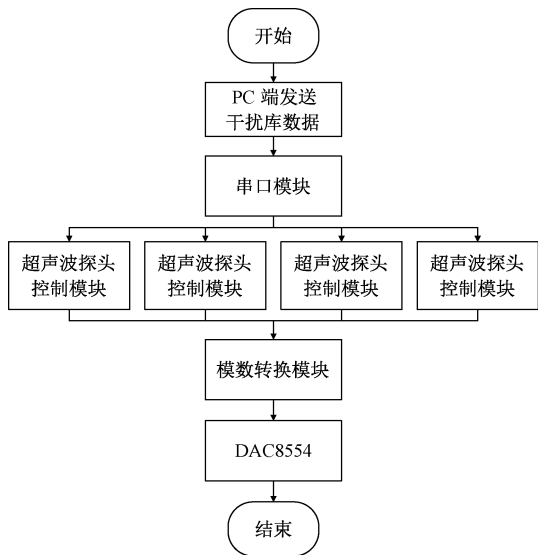 开始
PC 端发送
干扰库数据
串口模块
超声波探头
控制模块
超声波探头
控制模块
超声波探头
控制模块
超声波探头
控制模块
模数转换模块
DAC8554
结束